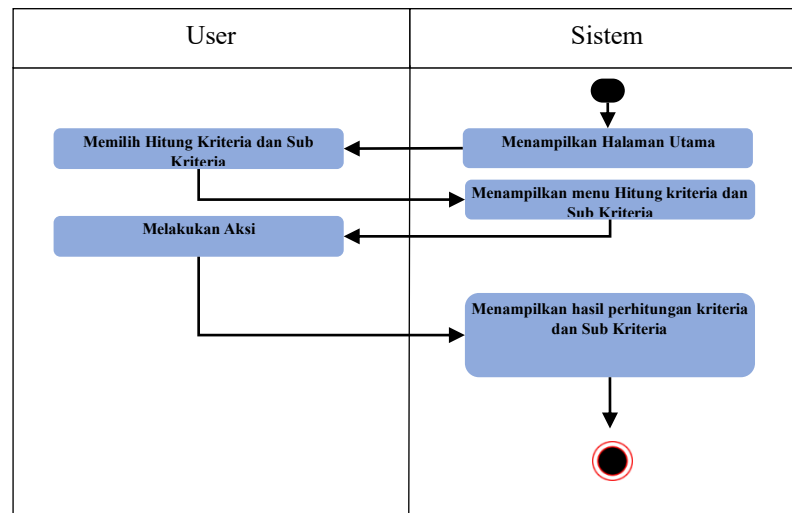 User
Sistem
Menampilkan Halaman Utama
Memilih Hitung Kriteria dan Sub
Kriteria
Menampilkan menu Hitung kriteria dan
Sub Kriteria
Melakukan Aksi
Menampilkan hasil perhitungan kriteria
dan Sub Kriteria